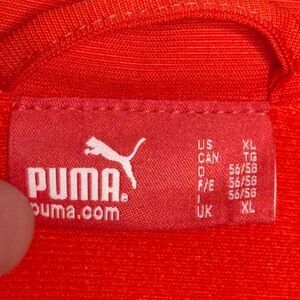 PUMA®
puma.com
US XL
CAN TG
D 56/58
F/E 56/58
I 56/58
UK XL